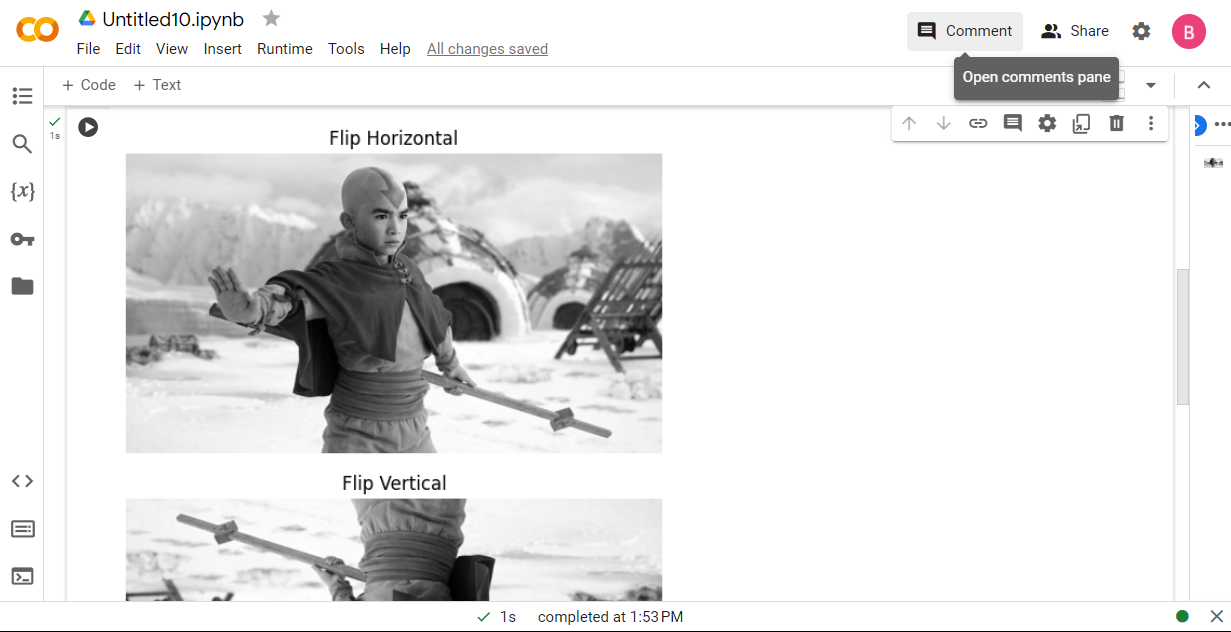 Untitled10.ipynb
File Edit View Insert Runtime Tools Help All changes saved
Comment Share B
Open comments pane
+ Code + Text
1s
Flip Horizontal
{x}
Flip Vertical
1s completed at 1:53 PM